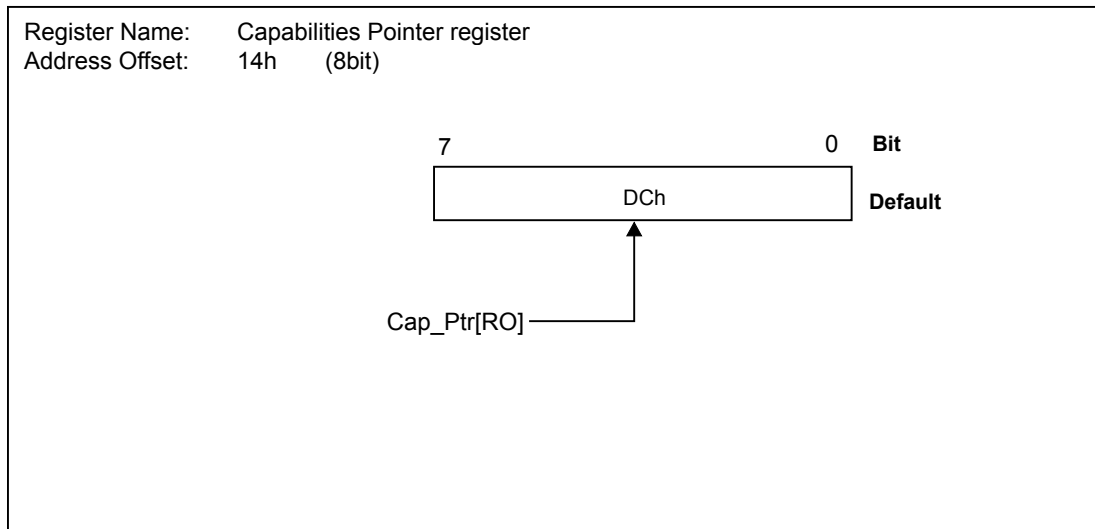 Register Name: Capabilities Pointer register
Address Offset: 14h (8bit)
7 0 Bit
DCh Default
Cap_Ptr[RO]